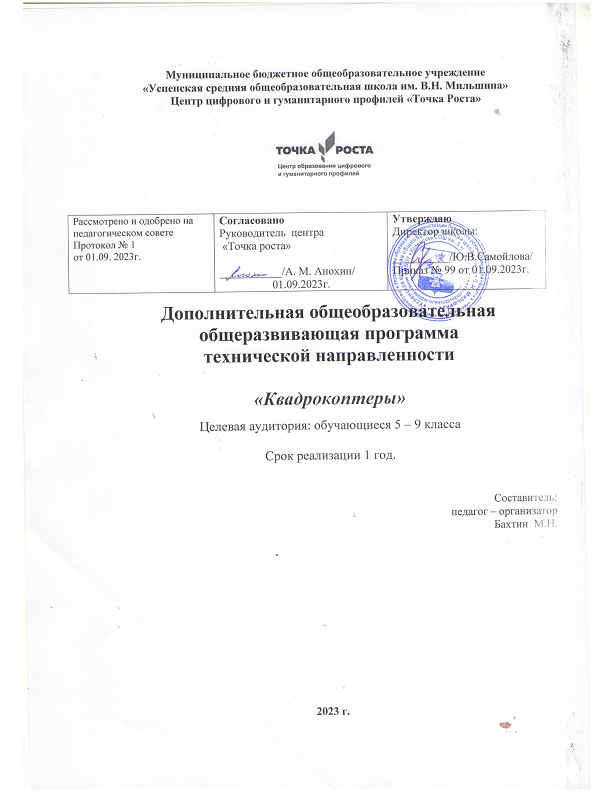 Муниципальное бюджетное общеобразовательное учреждение
«Успенская средняя общеобразовательная школа им. В.Н. Мильшина»
Центр цифрового и гуманитарного профилей «Точка Роста»
ТОЧКА РОСТА
Центр образования цифрового
и гуманитарного профилей
Рассмотрено и одобрено на
педагогическом совете
Протокол № 1
от 01.09. 2023г.
Согласовано
Руководитель центра
«Точка роста»
/А. М. Анохин/
01.09.2023г.
Утверждаю
Директор школы:
/Ю.В.Самойлова/
Приказ № 99 от 01.09.2023г.
Дополнительная общеобразовательная
общеразвивающая программа
технической направленности
«Квадрокоптеры»
Целевая аудитория: обучающиеся 5 – 9 класса
Срок реализации 1 год.
Составитель:
педагог – организатор
Бахтин М.Н.
2023 г.